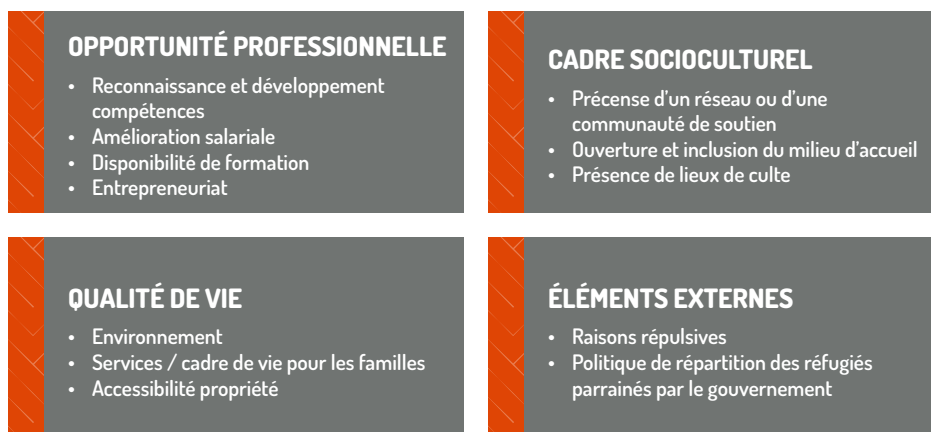 OPPORTUNITÉ PROFESSIONNELLE
• Reconnaissance et développement
compétences
• Amélioration salariale
• Disponibilité de formation
• Entrepreneuriat
CADRE SOCIOCULTUREL
• Précense d'un réseau ou d'une
communauté de soutien
• Ouverture et inclusion du milieu d'accueil
• Présence de lieux de culte
QUALITÉ DE VIE
• Environnement
• Services / cadre de vie pour les familles
• Accessibilité propriété
ÉLÉMENTS EXTERNES
• Raisons répulsives
• Politique de répartition des réfugiés
parrainés par le gouvernement